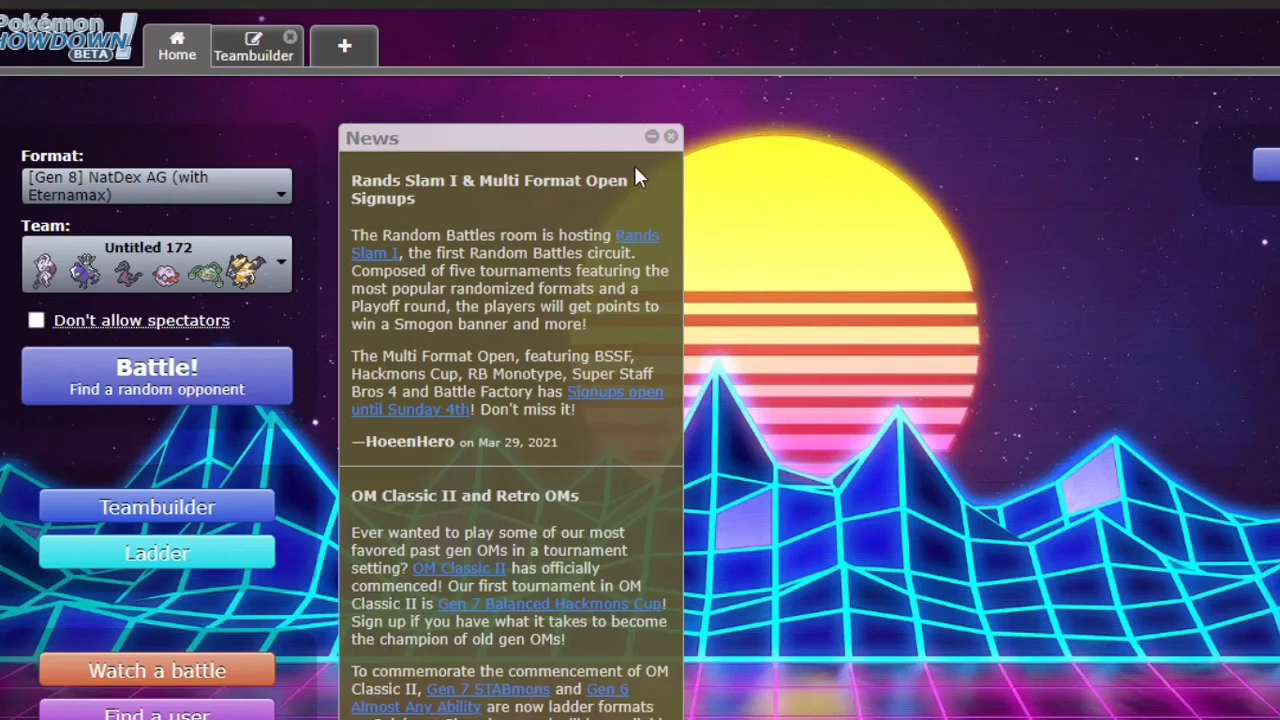 Pokémon
HOWDOWN!
BETA
Home
Teambuilder
+
Format:
[Gen 8] NatDex AG (with
Eternamax)
Team:
Untitled 172
Don't allow spectators
Battle!
Find a random opponent
Teambuilder
Ladder
Watch a battle
Find a user
News
Rands Slam I & Multi Format Open
Signups
The Random Battles room is hosting Rands
Slam I, the first Random Battles circuit.
Composed of five tournaments featuring the
most popular randomized formats and a
Playoff round, the players will get points to
win a Smogon banner and more!
The Multi Format Open, featuring BSSF,
Hackmons Cup, RB Monotype, Super Staff
Bros 4 and Battle Factory has Signups open
until Sunday 4th! Don't miss it!
—HoeenHero on Mar 29, 2021
OM Classic II and Retro OMs
Ever wanted to play some of our most
favored past gen OMs in a tournament
setting? OM Classic II has officially
commenced! Our first tournament in OM
Classic II is Gen 7 Balanced Hackmons Cup!
Sign up if you have what it takes to become
the champion of old gen OMs!
To commemorate the commencement of OM
Classic II, Gen 7 STABmons and Gen 6
Almost Any Ability are now ladder formats